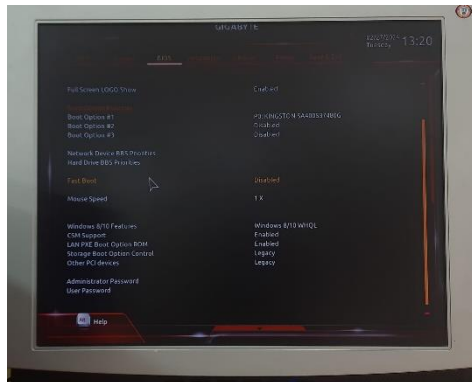 GIGABYTE
Tuesday 13:20
BIOS
Full Screen LOGO Show Enabled
Boot Option #1
Boot Option #2 Disabled
Boot Option #3 Disabled
Network Device BBS Priorities
Hard Drive BBS Priorities
Fast Boot Disabled
Mouse Speed 1 X
Windows 8/10 Features Windows 8/10 WHQL
CSM Support Enabled
LAN PXE Boot Option ROM Enabled
Storage Boot Option Control Legacy
Other PCI devices Legacy
Administrator Password
User Password
Help